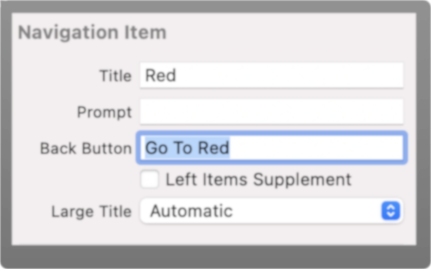 Navigation Item
Title Red
Prompt
Back Button Go To Red
Left Items Supplement
Large Title Automatic